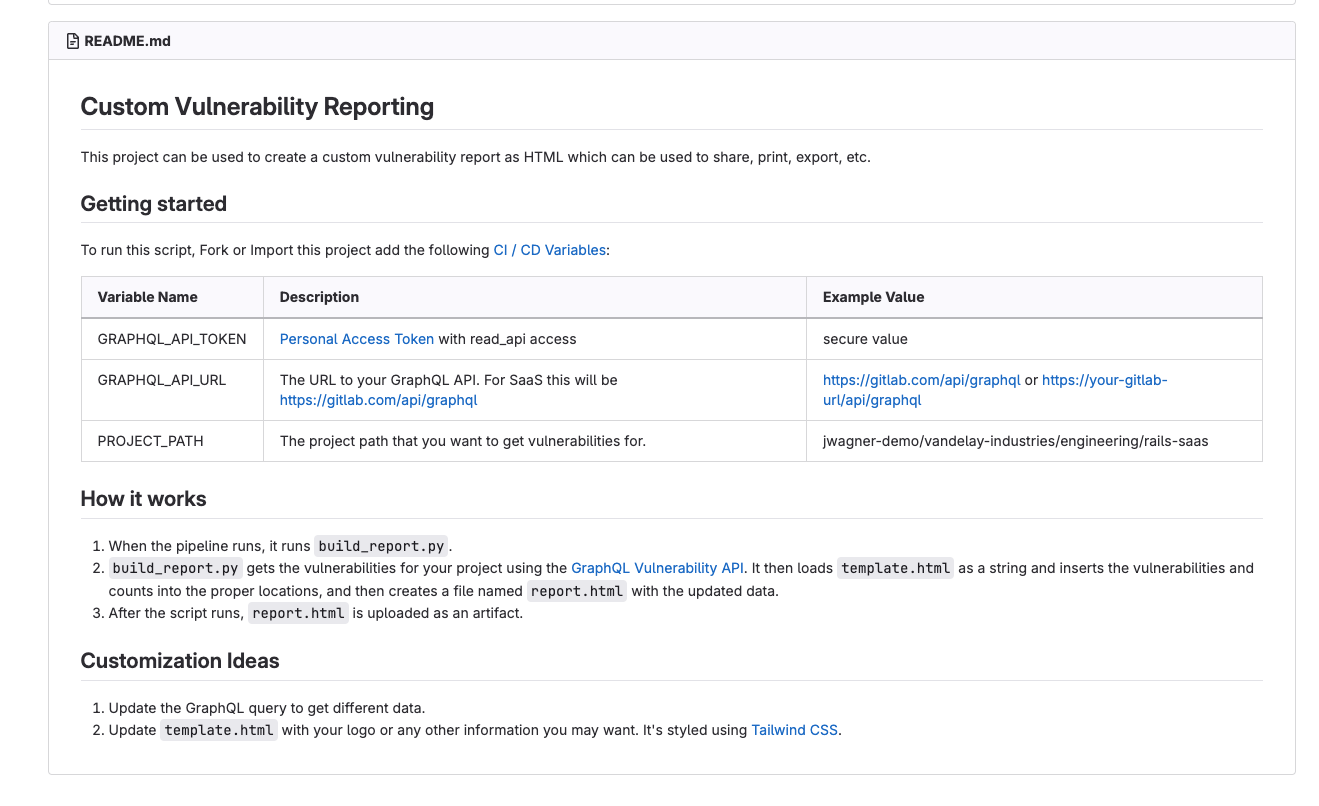 README.md
Custom Vulnerability Reporting
This project can be used to create a custom vulnerability report as HTML which can be used to share, print, export, etc.
Getting started
To run this script, Fork or Import this project add the following CI / CD Variables:
Variable Name Description Example Value
GRAPHQL_API_TOKEN Personal Access Token with read_api access secure value
GRAPHQL_API_URL The URL to your GraphQL API. For SaaS this will be https://gitlab.com/api/graphql or https://your-gitlab-
https://gitlab.com/api/graphql url/api/graphql
PROJECT_PATH The project path that you want to get vulnerabilities for. jwagner-demo/vandelay-industries/engineering/rails-saas
How it works
1. When the pipeline runs, it runs build_report.py.
2. build_report.py gets the vulnerabilities for your project using the GraphQL Vulnerability API. It then loads template.html as a string and inserts the vulnerabilities and
counts into the proper locations, and then creates a file named report.html with the updated data.
3. After the script runs, report.html is uploaded as an artifact.
Customization Ideas
1. Update the GraphQL query to get different data.
2. Update template.html with your logo or any other information you may want. It's styled using Tailwind CSS.